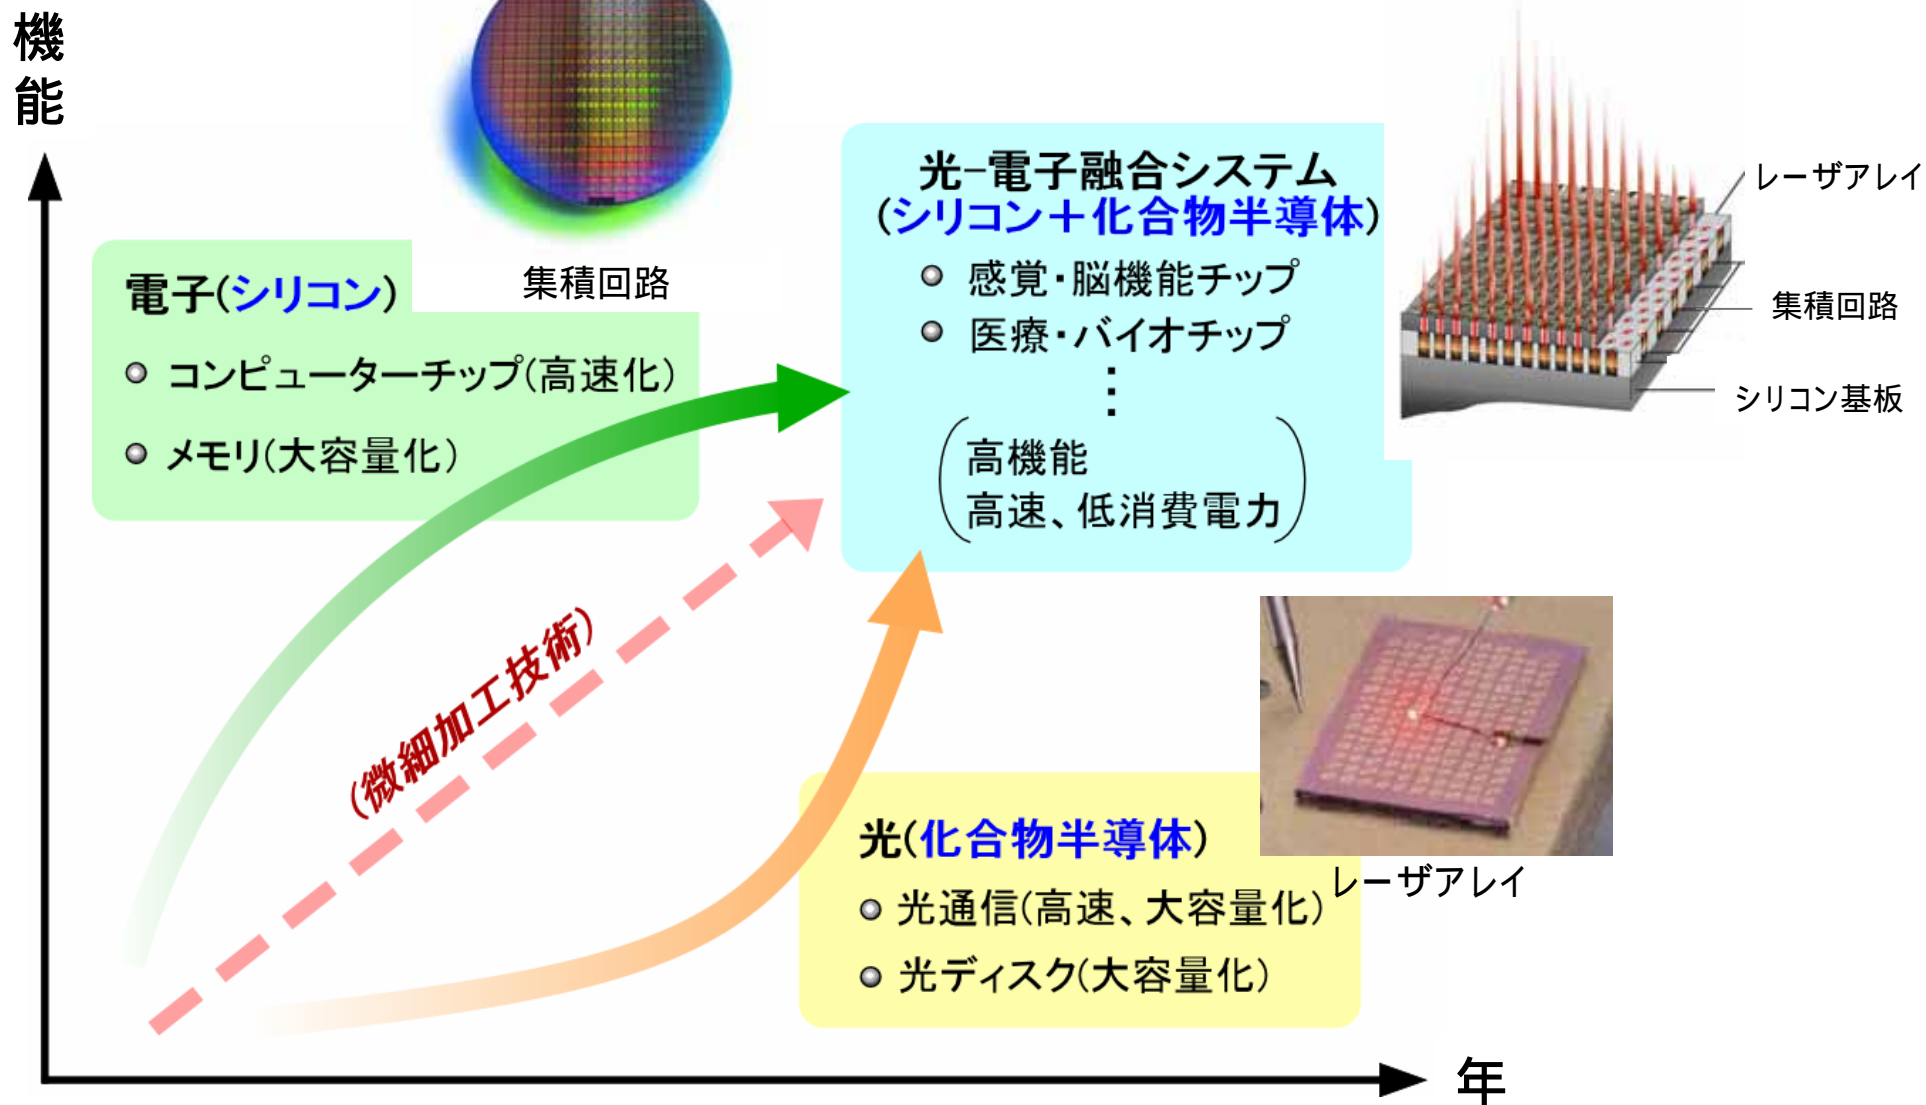 機
能
集積回路
電子(シリコン)
コンピューターチップ(高速化)
メモリ(大容量化)
光−電子融合システム
(シリコン＋化合物半導体)
感覚・脳機能チップ
医療・バイオチップ
⋮
高機能
高速、低消費電力
レーザアレイ
集積回路
シリコン基板
(微細加工技術)
光(化合物半導体)
光通信(高速、大容量化)
光ディスク(大容量化)
レーザアレイ
年